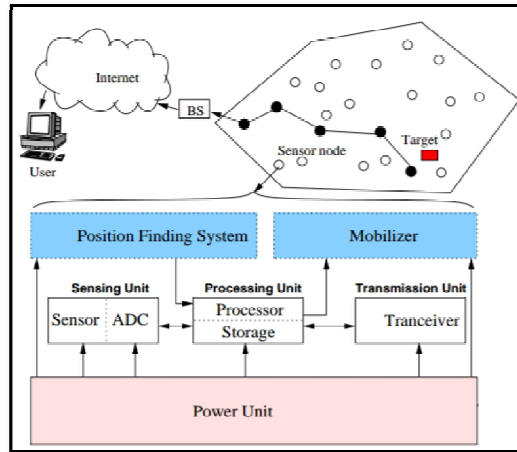 Internet
BS
User
Sensor node
Target
Position Finding System
Mobilizer
Sensing Unit
Processing Unit
Transmission Unit
Sensor
ADC
Processor
Storage
Tranceiver
Power Unit